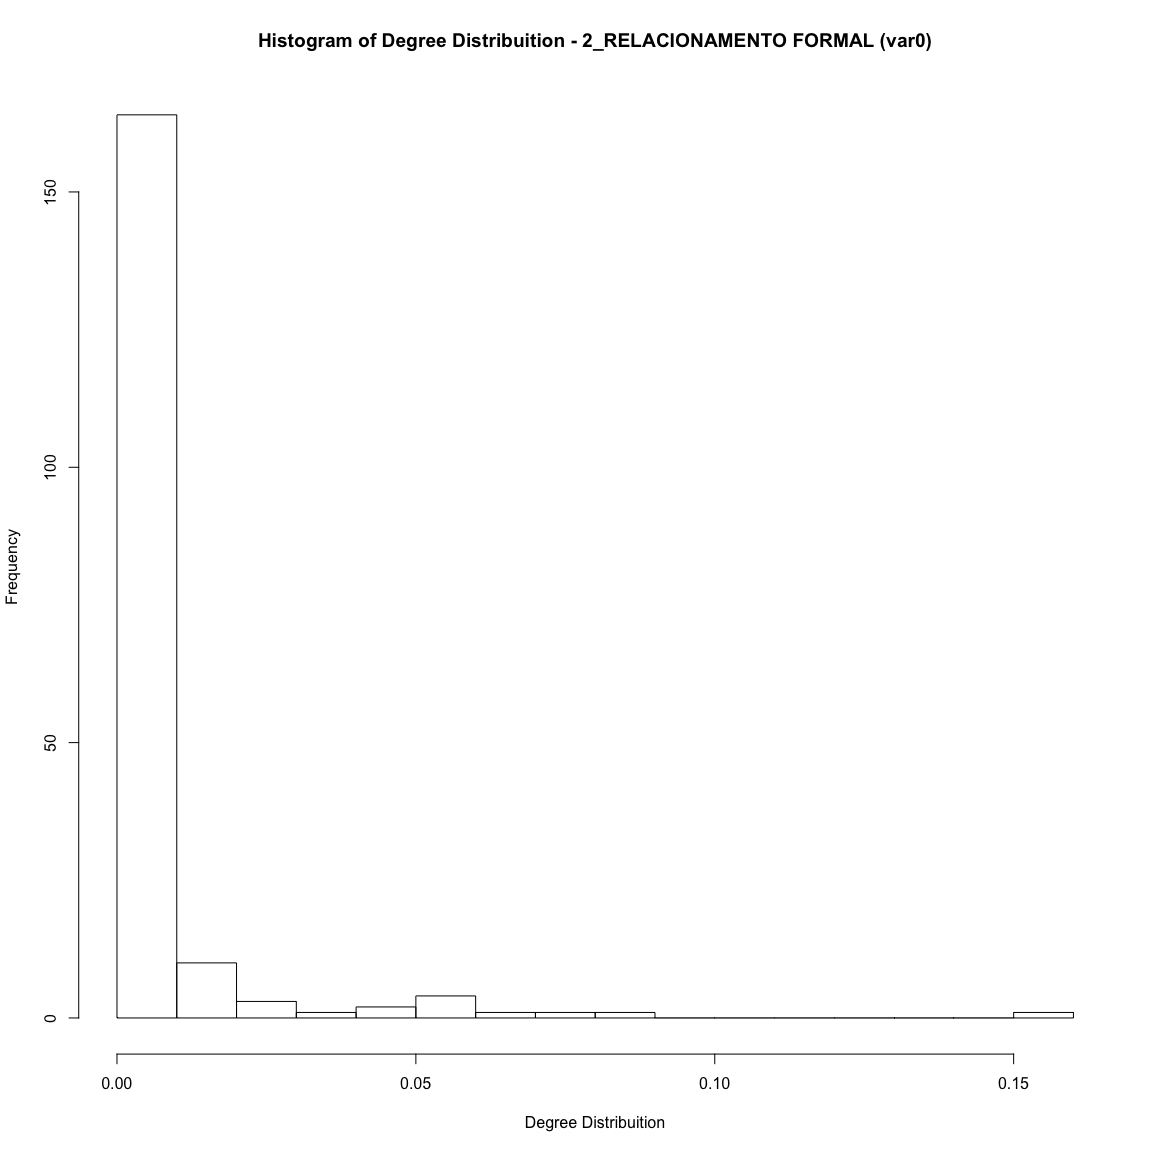 Histogram of Degree Distribuition - 2_RELACIONAMENTO FORMAL (var0)
150
100
50
0
Frequency
0.00 0.05 0.10 0.15
Degree Distribuition